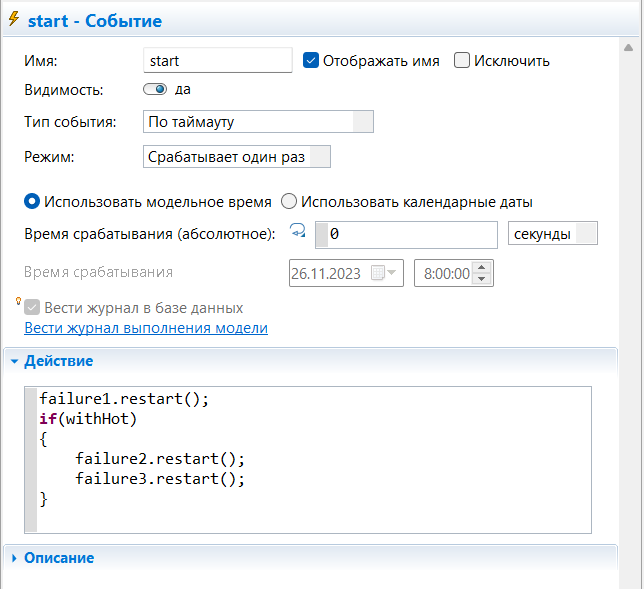 start - Событие
Имя: start Отображать имя Исключить
Видимость: да
Тип события: По таймауту
Режим: Срабатывает один раз
Использовать модельное время Использовать календарные даты
Время срабатывания (абсолютное): 0 секунды
Время срабатывания 26.11.2023 8:00:00
Вести журнал в базе данных
Вести журнал выполнения модели
Действие
failure1.restart();
if(withHot)
{
failure2.restart();
failure3.restart();
}
Описание